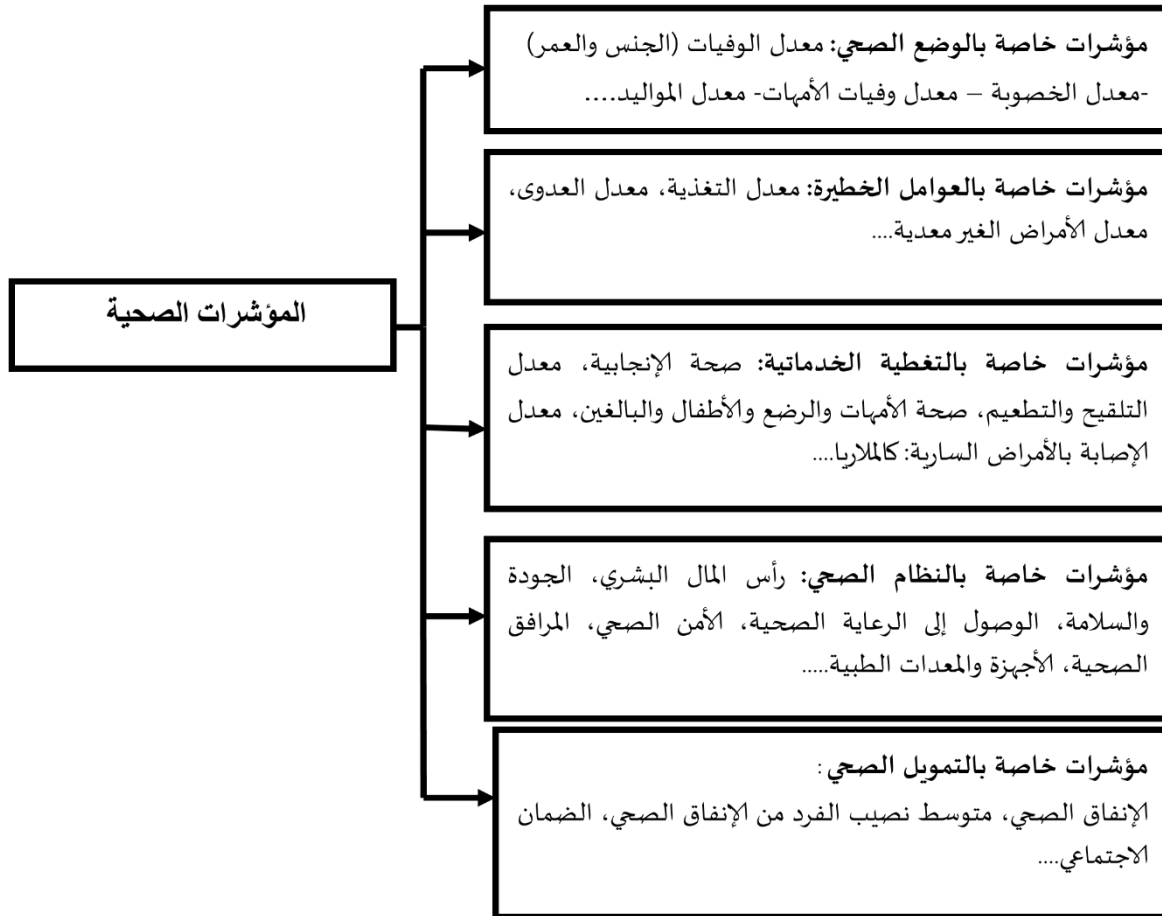 مؤشرات خاصة بالوضع الصحي: معدل الوفيات (الجنس والعمر)
-معدل الخصوبة – معدل وفيات الأمهات- معدل المواليد....
مؤشرات خاصة بالعوامل الخطيرة: معدل التغذية، معدل العدوى،
معدل الأمراض الغير معدية....
المؤشرات الصحية
مؤشرات خاصة بالتغطية الخدماتية: صحة الإنجابية، معدل
التلقيح والتطعيم، صحة الأمهات والرضع والأطفال والبالغين، معدل
الإصابة بالأمراض السارية: كالملاريا....
مؤشرات خاصة بالنظام الصحي: رأس المال البشري، الجودة
والسلامة، الوصول إلى الرعاية الصحية، الأمن الصحي، المرافق
الصحية، الأجهزة والمعدات الطبية.....
مؤشرات خاصة بالتمويل الصحي:
الإنفاق الصحي، متوسط نصيب الفرد من الإنفاق الصحي، الضمان
الاجتماعي....